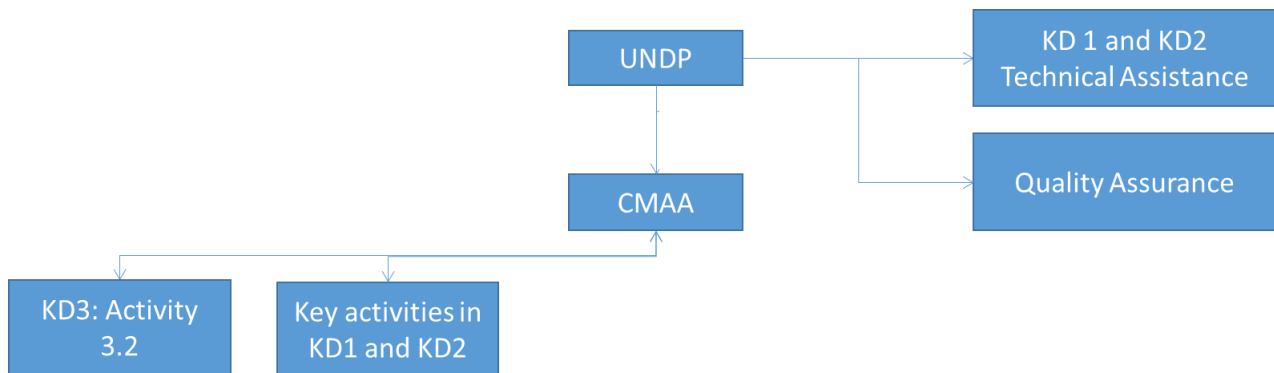 UNDP
KD 1 and KD2
Technical Assistance
Quality Assurance
CMAA
KD3: Activity
3.2
Key activities in
KD1 and KD2